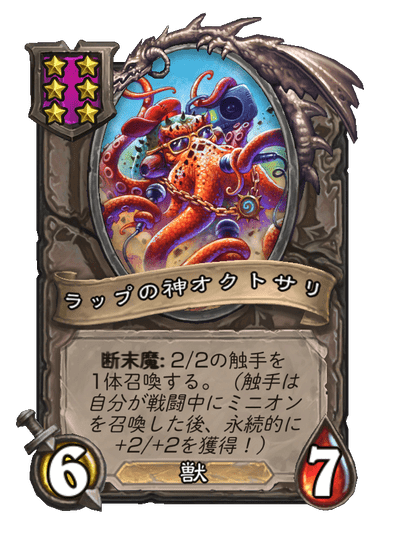 ラップの神オクトサリ
断末魔: 2/2の触手を
1体召喚する。（触手は
自分が戦闘中にミニオン
を召喚した後、永続的に
+2/+2を獲得！）
6
獣
7